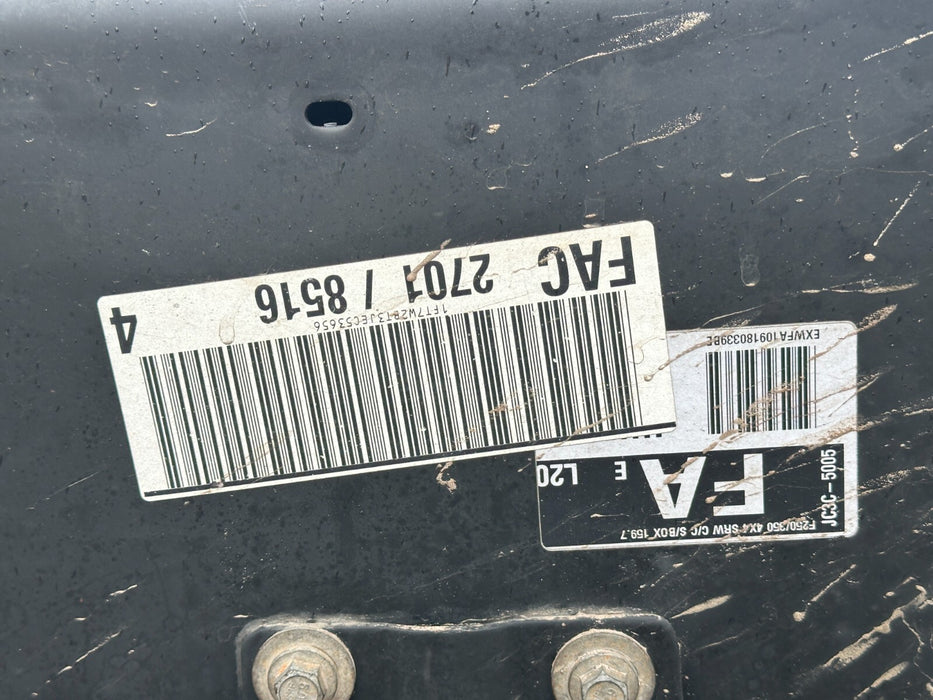 FAC 2701 / 8516
4
1FT7W2BT3JEC53656
EXWFA109180339BE
FA
E L20
JC3C-5005
F250/350 4X4 SRW C/C S/BOX 159.7